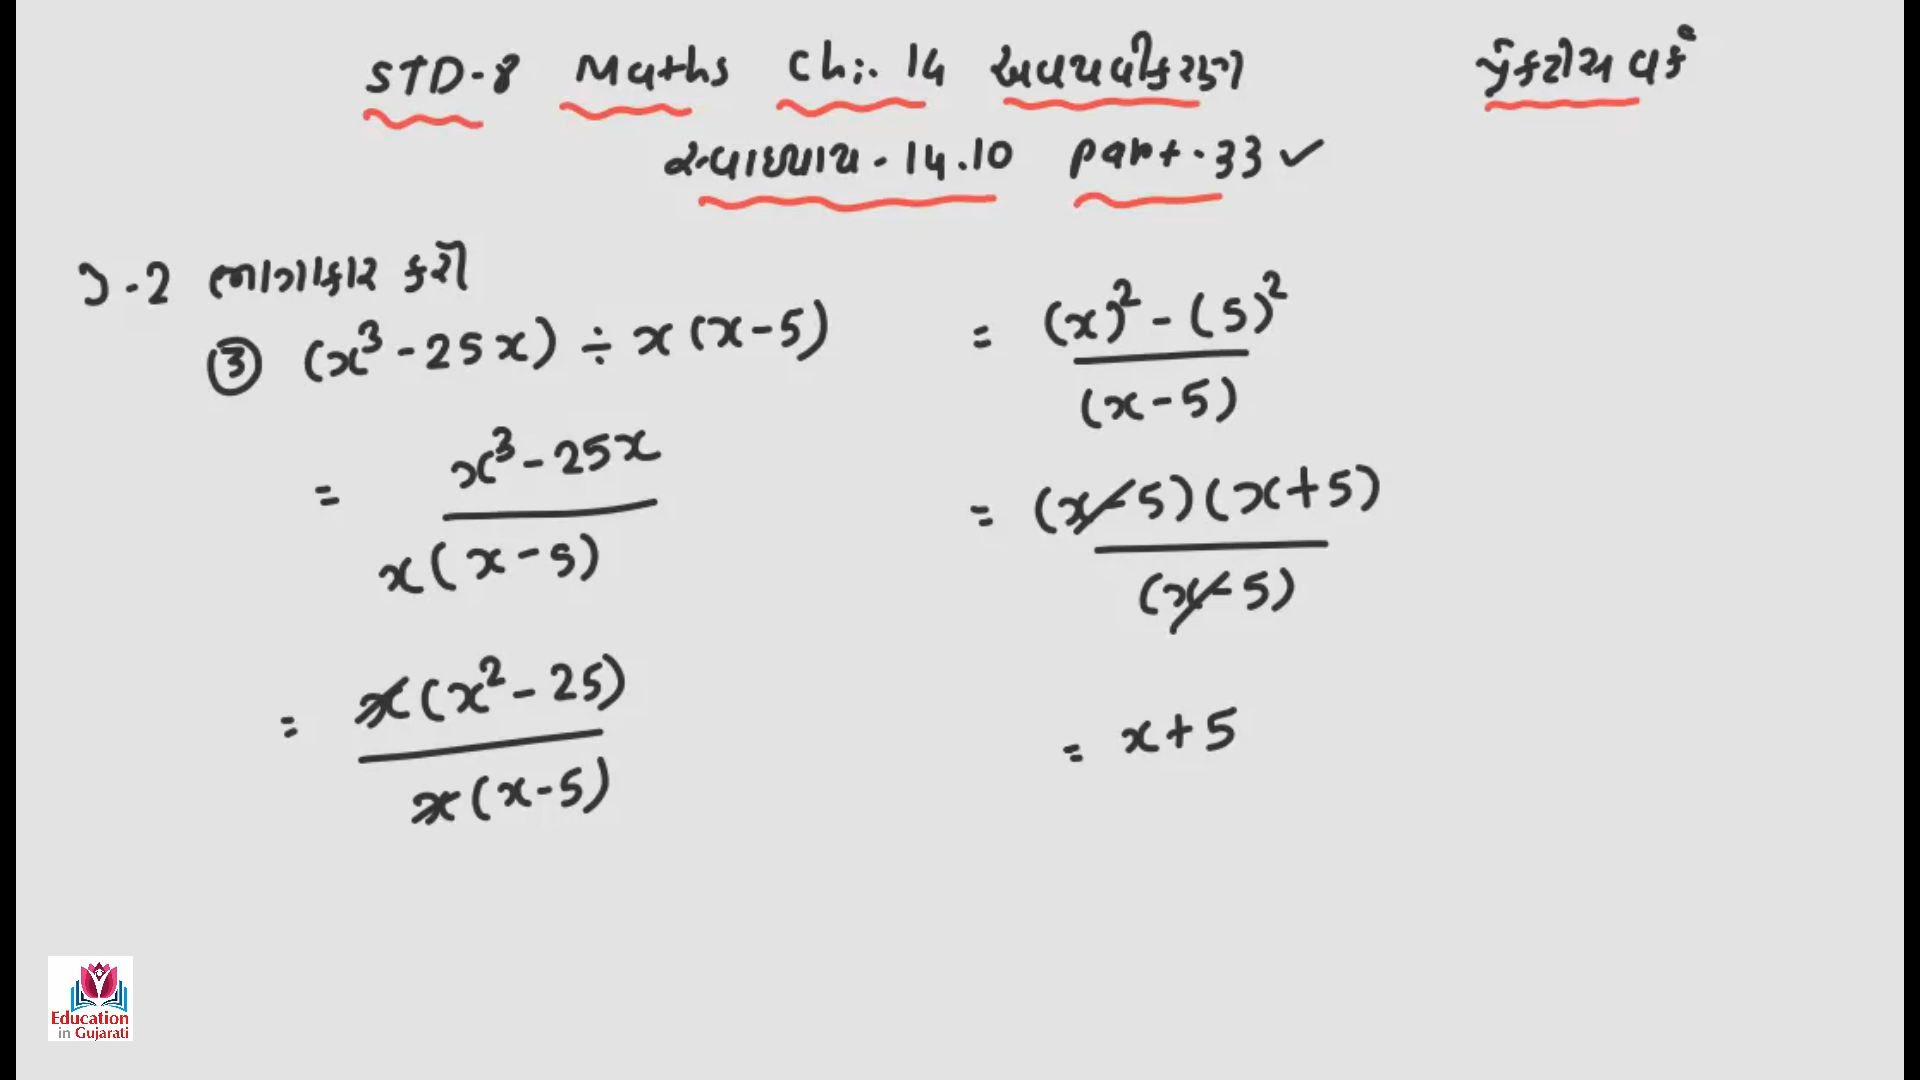 STD-8 Maths Ch:. 14 અવયવીકરણ
સ્વાધ્યાય - 14.10 Part-33 ✓
2 ભાગાકાર કરો
③ (x³ - 25x) ÷ x(x-5)
= x³ - 25x
x(x-5)
= x(x² - 25)
x(x-5)
= (x)² - (5)²
(x-5)
= (x-5)(x+5)
(x-5)
= x+5
Education
in Gujarati